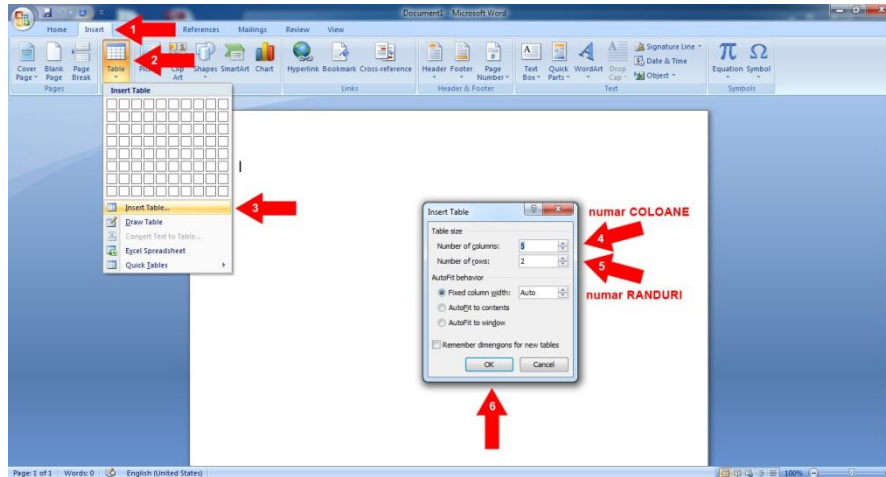 Document1 - Microsoft Word
Home Insert References Mailings Review View
1
2
Cover Page Blank Page Page Break Table Clip Art Shapes SmartArt Chart Hyperlink Bookmark Cross-reference Header Footer Page Number Text Box Quick Parts WordArt Drop Cap Signature Line Date & Time Object Equation Symbol
Pages Links Header & Footer Text Symbols
Insert Table
Insert Table...
3
Draw Table
Convert Text to Table...
Excel Spreadsheet
Quick Tables
Insert Table
numar COLOANE
Table size
Number of columns: 5
4
Number of rows: 2
5
AutoFit behavior
Fixed column width: Auto
numar RANDURI
AutoFit to contents
AutoFit to window
Remember dimensions for new tables
OK Cancel
6
Page: 1 of 1 Words: 0 English (United States) 100%